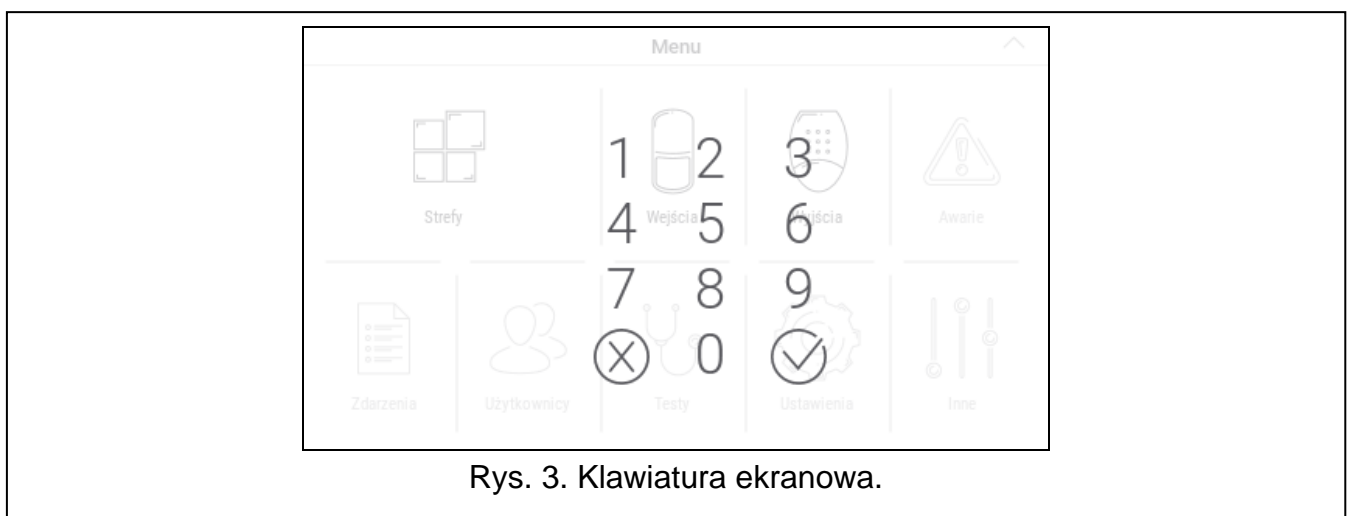 Menu
1 2 3
Strefy Wejścia Wyjścia Awarie
4 5 6
7 8 9
0
Zdarzenia Użytkownicy Testy Ustawienia Inne
Rys. 3. Klawiatura ekranowa.